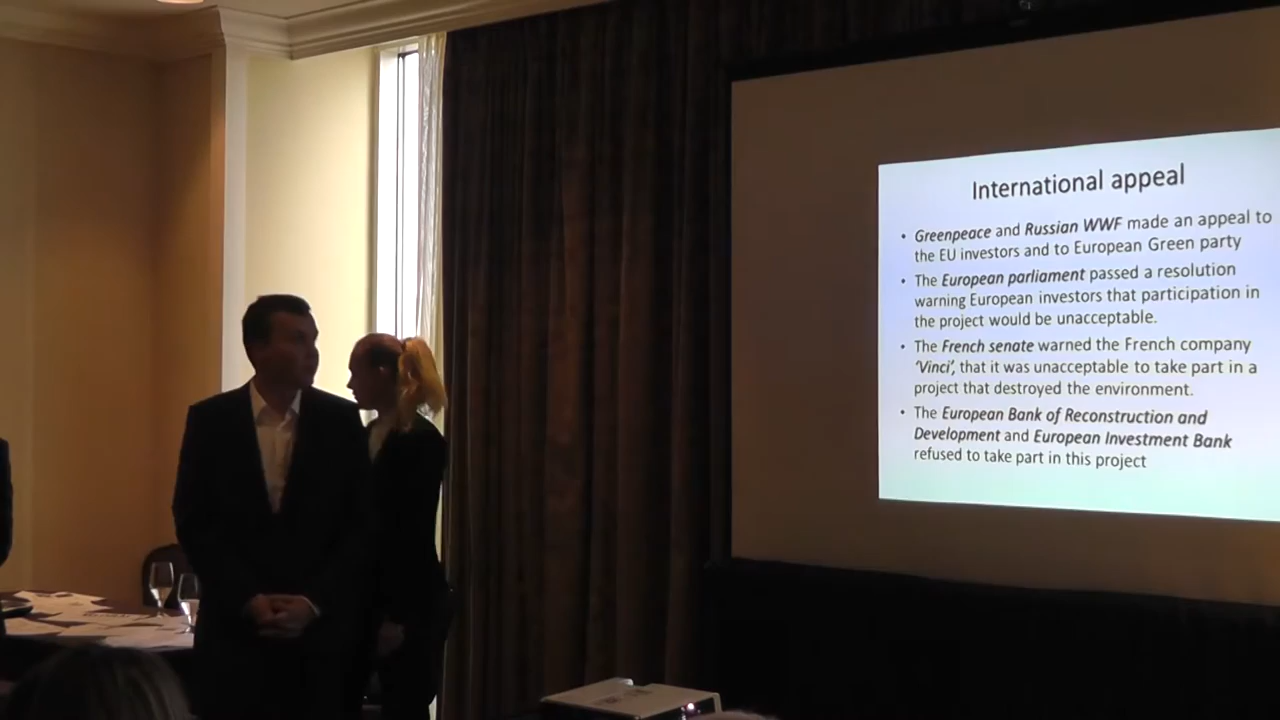 International appeal
• Greenpeace and Russian WWF made an appeal to
the EU investors and to European Green party
• The European parliament passed a resolution
warning European investors that participation in
the project would be unacceptable.
• The French senate warned the French company
'Vinci', that it was unacceptable to take part in a
project that destroyed the environment.
• The European Bank of Reconstruction and
Development and European Investment Bank
refused to take part in this project